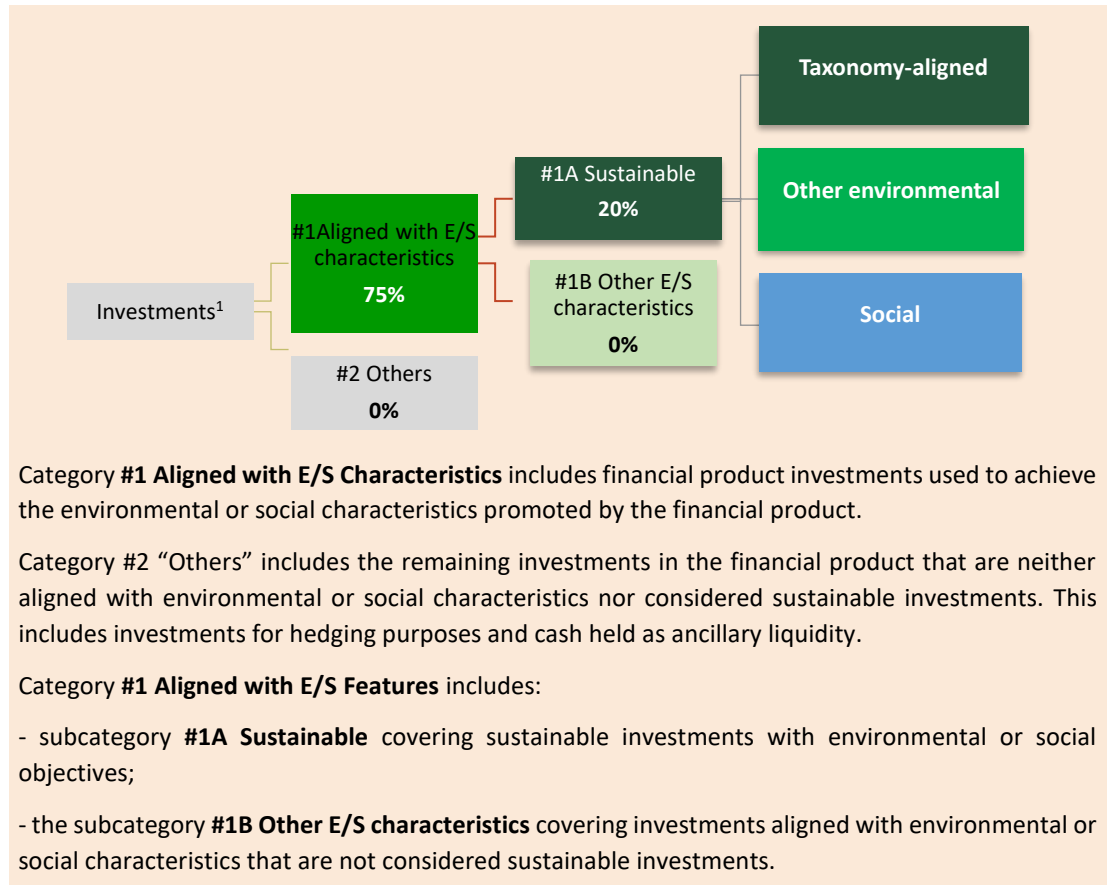 Taxonomy-aligned
#1A Sustainable
20%
Other environmental
#1Aligned with E/S
characteristics
75%
#1B Other E/S
characteristics
0%
Investments¹
Social
#2 Others
0%
Category #1 Aligned with E/S Characteristics includes financial product investments used to achieve
the environmental or social characteristics promoted by the financial product.
Category #2 “Others” includes the remaining investments in the financial product that are neither
aligned with environmental or social characteristics nor considered sustainable investments. This
includes investments for hedging purposes and cash held as ancillary liquidity.
Category #1 Aligned with E/S Features includes:
- subcategory #1A Sustainable covering sustainable investments with environmental or social
objectives;
- the subcategory #1B Other E/S characteristics covering investments aligned with environmental or
social characteristics that are not considered sustainable investments.